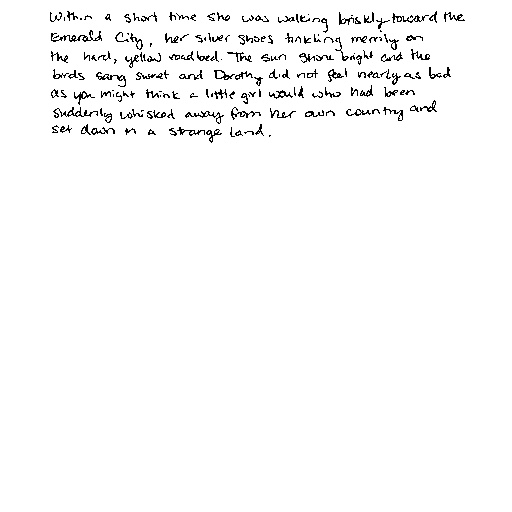 Within a short time she was walking briskly toward the
Emerald City, her silver shoes tinkling merrily on
the hard, yellow roadbed. The sun shone bright and the
birds sang sweet and Dorothy did not feel nearly as bad
as you might think a little girl would who had been
suddenly whisked away from her own country and
set down in a strange land.